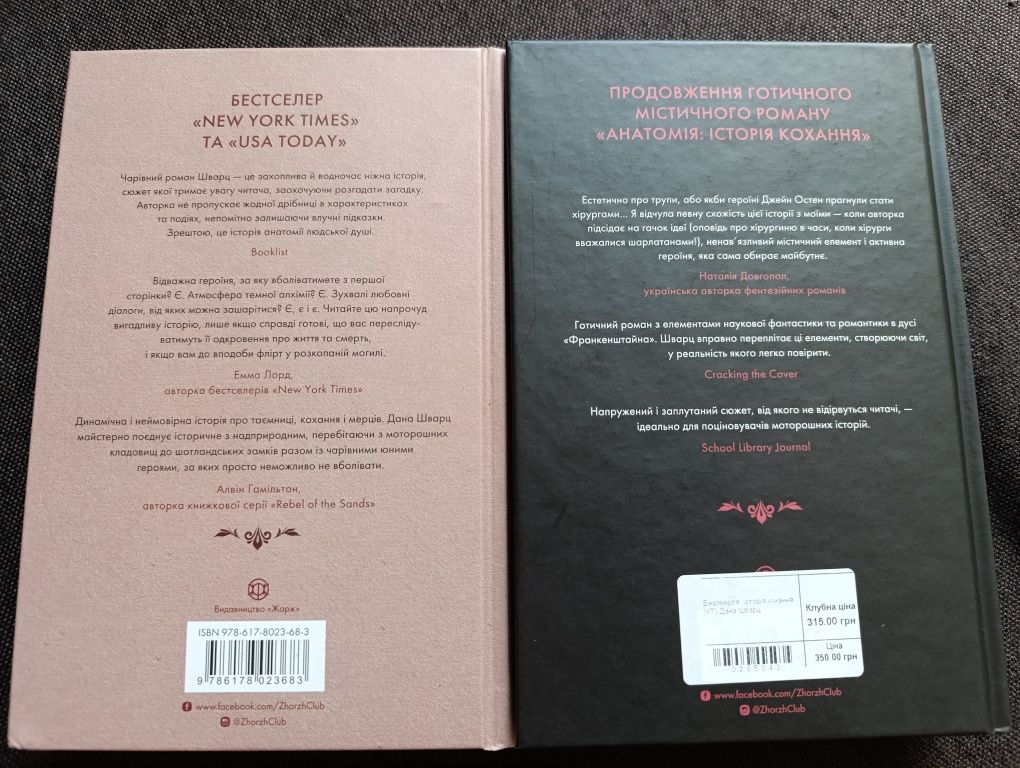 БЕСТСЕЛЕР
«NEW YORK TIMES»
ТА «USA TODAY»
Чарівний роман Шварц — це захоплива й водночас ніжна історія,
сюжет якої тримає увагу читача, заохочуючи розгадати загадку.
Авторка не пропускає жодної дрібниці в характеристиках
та подіях, непомітно залишаючи влучні підказки.
Зрештою, це історія анатомії людської душі.
Booklist
Відважна героїня, за яку вболіватимете з першої
сторінки? Є. Атмосфера темної алхімії? Є. Зухвалі любовні
діалоги, від яких можна зашарітися? Є, є і є. Читайте цю напрочуд
вигадливу історію, лише якщо справді готові, що вас пересліду-
ватимуть її одкровення про життя та смерть,
і якщо вам до вподоби флірт у розкопаній могилі.
Емма Лорд,
авторка бестселерів «New York Times»
Динамічна і неймовірна історія про таємниці, кохання і мерців. Дана Шварц
майстерно поєднує історичне з надприродним, перебігаючи з моторошних
кладовищ до шотландських замків разом із чарівними юними
героями, за яких просто неможливо не вболівати.
Алвін Гамільтон,
авторка книжкової серії «Rebel of the Sands»
Видавництво «Жорж»
ISBN 978-617-8023-68-3
9 786178 023683
www.facebook.com/ZhorzhClub
@ZhorzhClub
ПРОДОВЖЕННЯ ГОТИЧНОГО
МІСТИЧНОГО РОМАНУ
«АНАТОМІЯ: ІСТОРІЯ КОХАННЯ»
Естетично про трупи, або якби героїні Джейн Остен прагнули стати
хірургами... Я відчула певну схожість цієї історії з моїми — коли авторка
підсідає на гачок ідеї (оповідь про хірургиню в часи, коли хірурги
вважалися шарлатанами!), ненав'язливий містичний елемент і активна
героїня, яка сама обирає майбутнє.
Наталія Довгопол,
українська авторка фентезійних романів
Готичний роман з елементами наукової фантастики та романтики в дусі
«Франкенштайна». Шварц вправно переплітає ці елементи, створюючи світ,
у реальність якого легко повірити.
Cracking the Cover
Напружений і заплутаний сюжет, від якого не відірвуться читачі, —
ідеально для поціновувачів моторошних історій.
School Library Journal
Безсмертя: історія кохання
(НТ) Дана Шварц
Клубна ціна
315.00 грн
Ціна
350.00 грн
0295043
www.facebook.com/ZhorzhClub
@ZhorzhClub